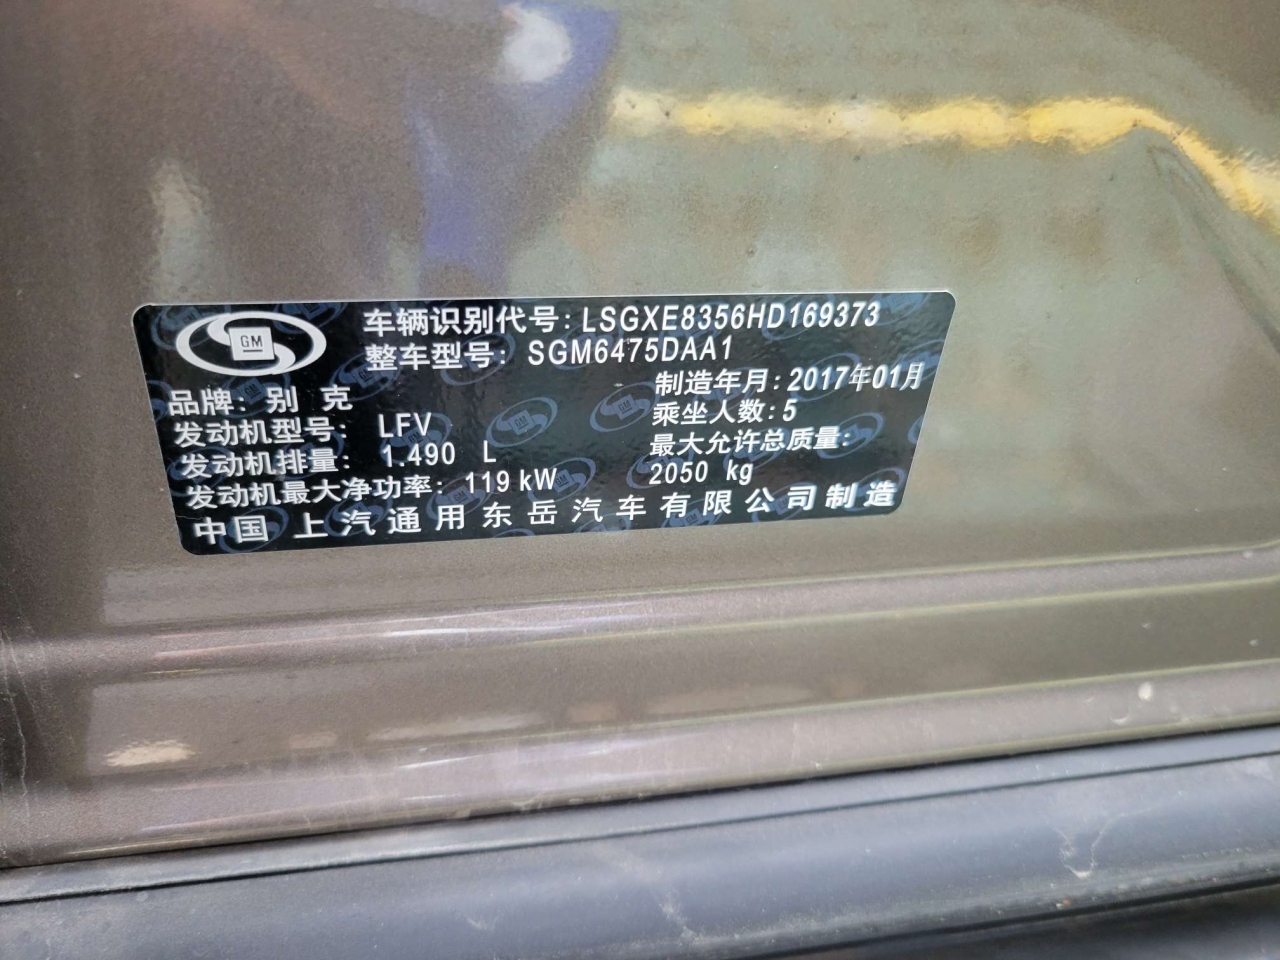 GM
车辆识别代号: LSGXE8356HD169373
整车型号: SGM6475DAA1
品牌: 别 克
制造年月: 2017年01月
发动机型号: LFV
乘坐人数: 5
发动机排量: 1.490 L
最大允许总质量:
2050 kg
发动机最大净功率: 119 kW
中国 上汽通用东岳汽车有限公司制造